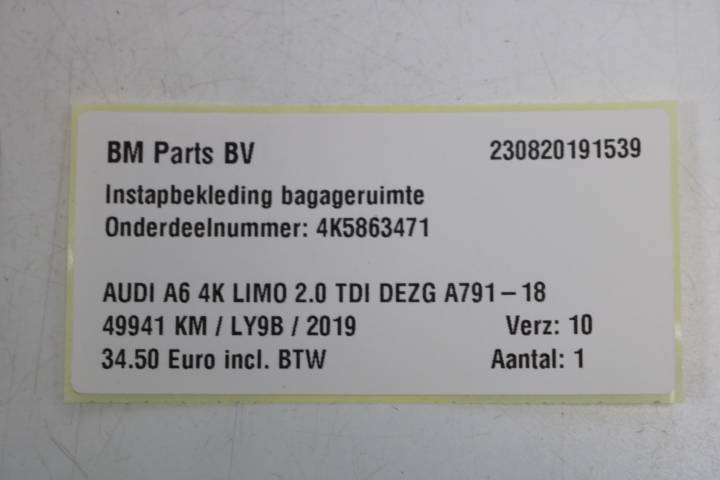 BM Parts BV 230820191539
Instapbekleding bagageruimte
Onderdeelnummer: 4K5863471
AUDI A6 4K LIMO 2.0 TDI DEZG A791-18
49941 KM / LY9B / 2019 Verz: 10
34.50 Euro incl. BTW Aantal: 1